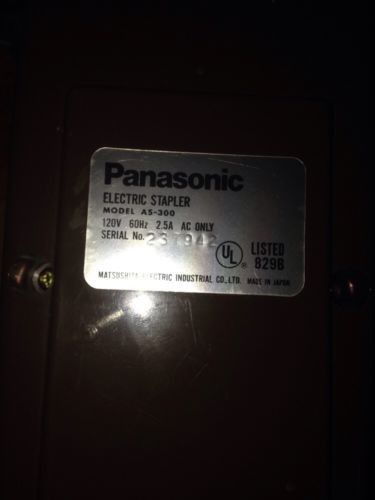 Panasonic
ELECTRIC STAPLER
MODEL AS-300
120V 60Hz 2.5A AC ONLY
SERIAL No.
UL
LISTED
829B
MATSUSHITA ELECTRIC INDUSTRIAL CO., LTD. MADE IN JAPAN